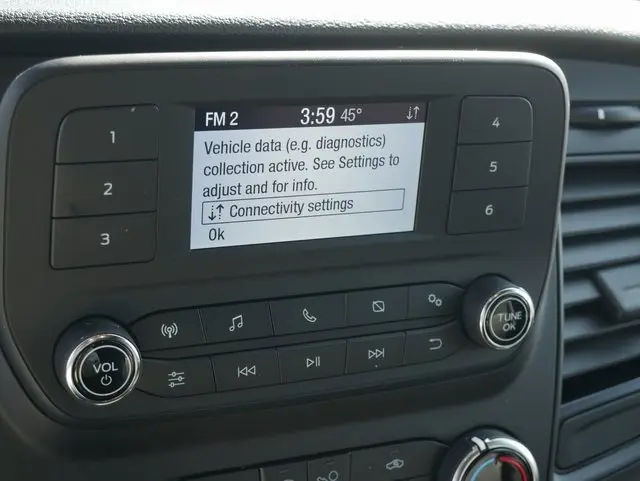 FM 2 3:59 45°
Vehicle data (e.g. diagnostics)
collection active. See Settings to
adjust and for info.
Connectivity settings
Ok
1
2
3
4
5
6
VOL
TUNE
OK